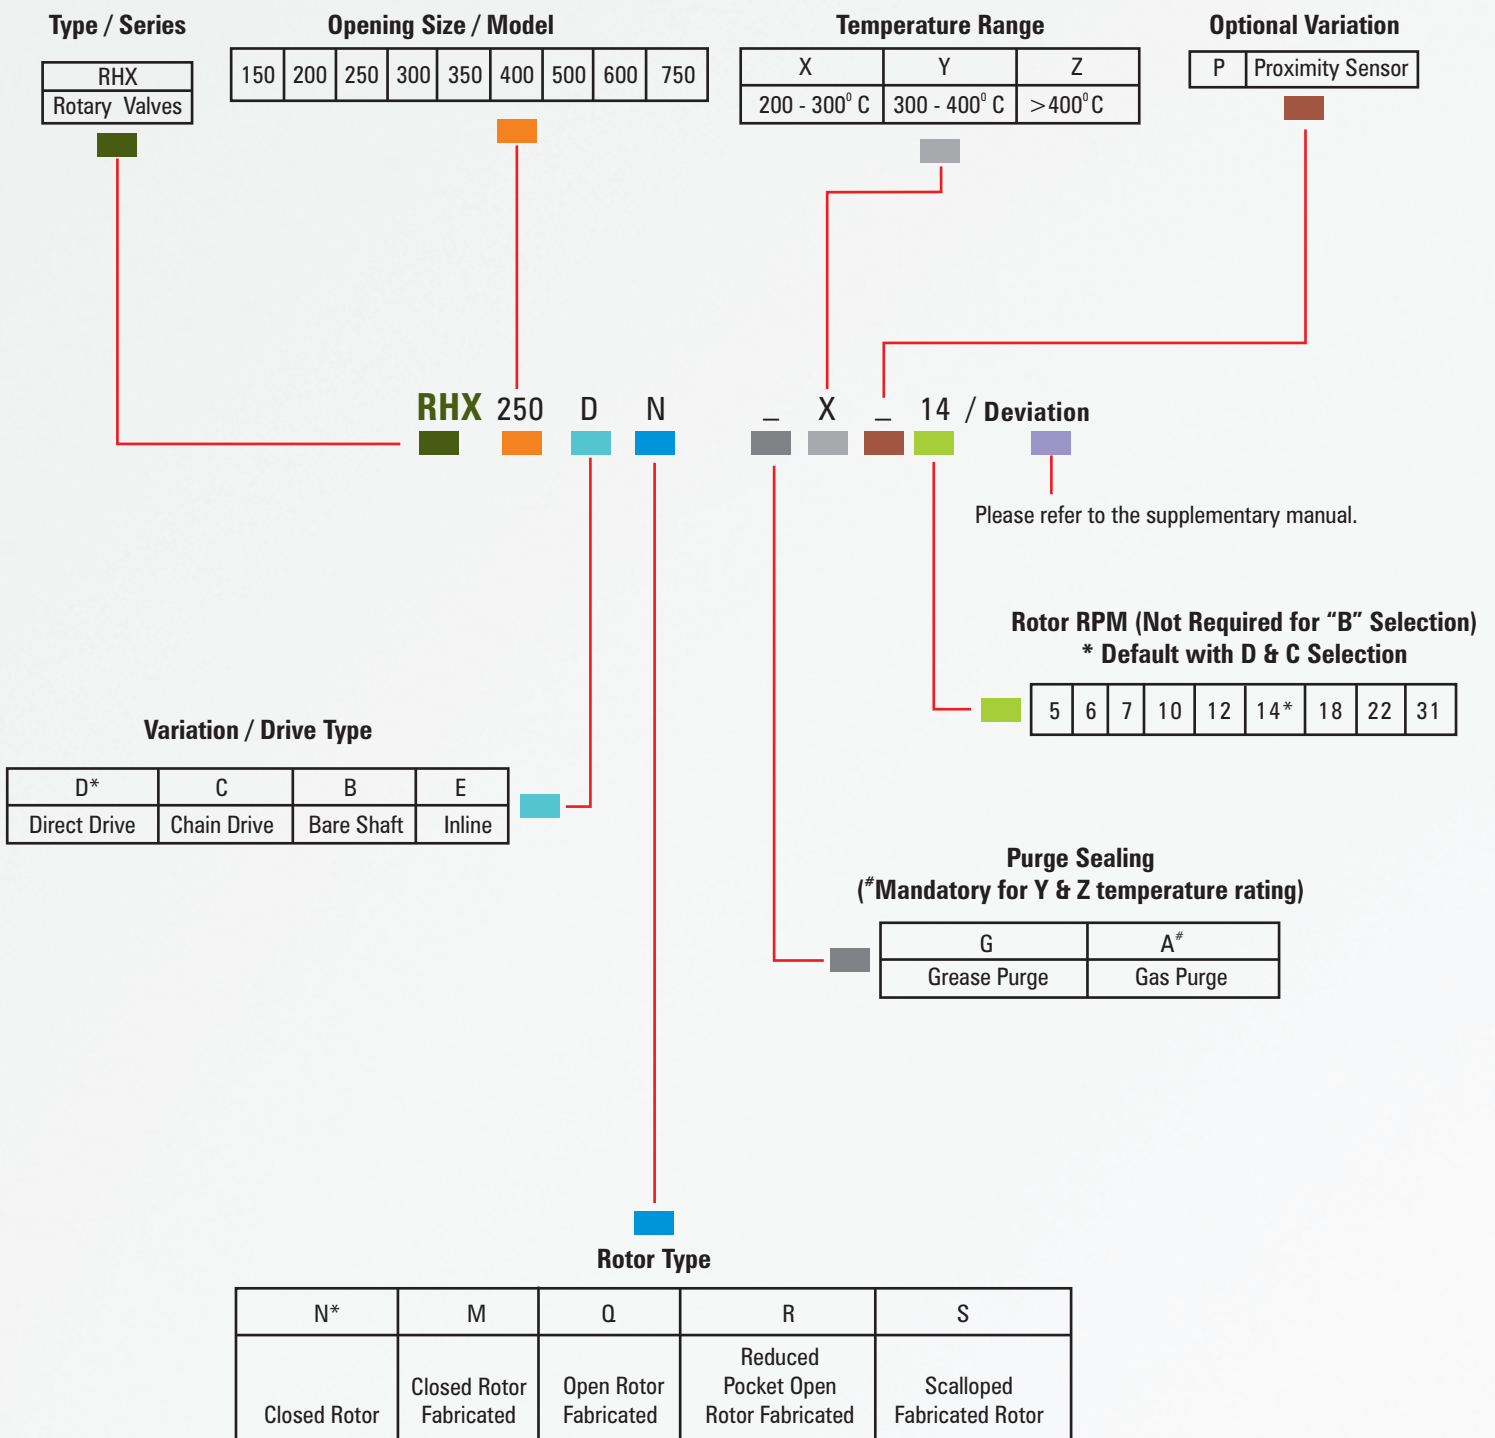 Type / Series
Opening Size / Model
Temperature Range
Optional Variation
RHX
Rotary Valves
150 200 250 300 350 400 500 600 750
X Y Z
200 - 300⁰ C 300 - 400⁰ C >400⁰C
P Proximity Sensor
RHX 250 D N _ X _ 14 / Deviation
Please refer to the supplementary manual.
Rotor RPM (Not Required for “B” Selection)
* Default with D & C Selection
5 6 7 10 12 14* 18 22 31
Variation / Drive Type
D* C B E
Direct Drive Chain Drive Bare Shaft Inline
Purge Sealing
(#Mandatory for Y & Z temperature rating)
G A#
Grease Purge Gas Purge
Rotor Type
N* M Q R S
Closed Rotor
Closed Rotor
Fabricated
Open Rotor
Fabricated
Reduced
Pocket Open
Rotor Fabricated
Scalloped
Fabricated Rotor